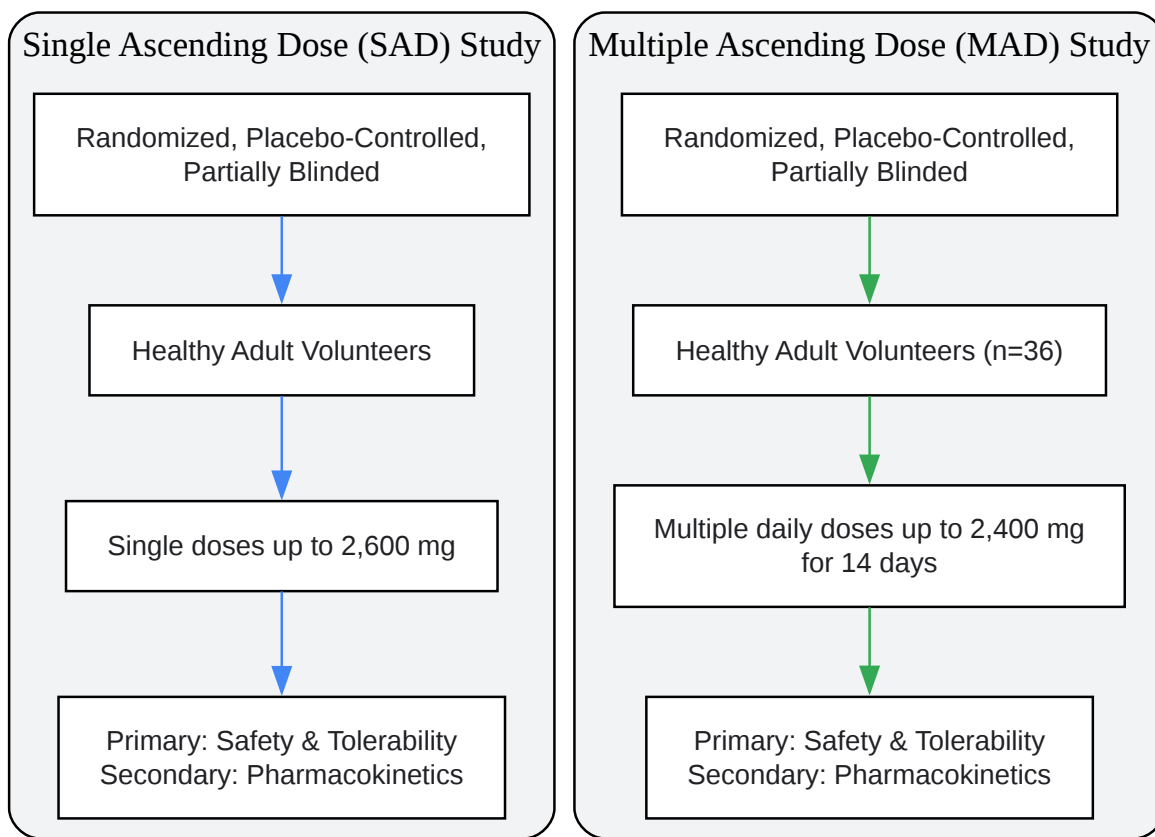 Single Ascending Dose (SAD) Study
Randomized, Placebo-Controlled,
Partially Blinded
Healthy Adult Volunteers
Single doses up to 2,600 mg
Primary: Safety & Tolerability
Secondary: Pharmacokinetics
Multiple Ascending Dose (MAD) Study
Randomized, Placebo-Controlled,
Partially Blinded
Healthy Adult Volunteers (n=36)
Multiple daily doses up to 2,400 mg
for 14 days
Primary: Safety & Tolerability
Secondary: Pharmacokinetics